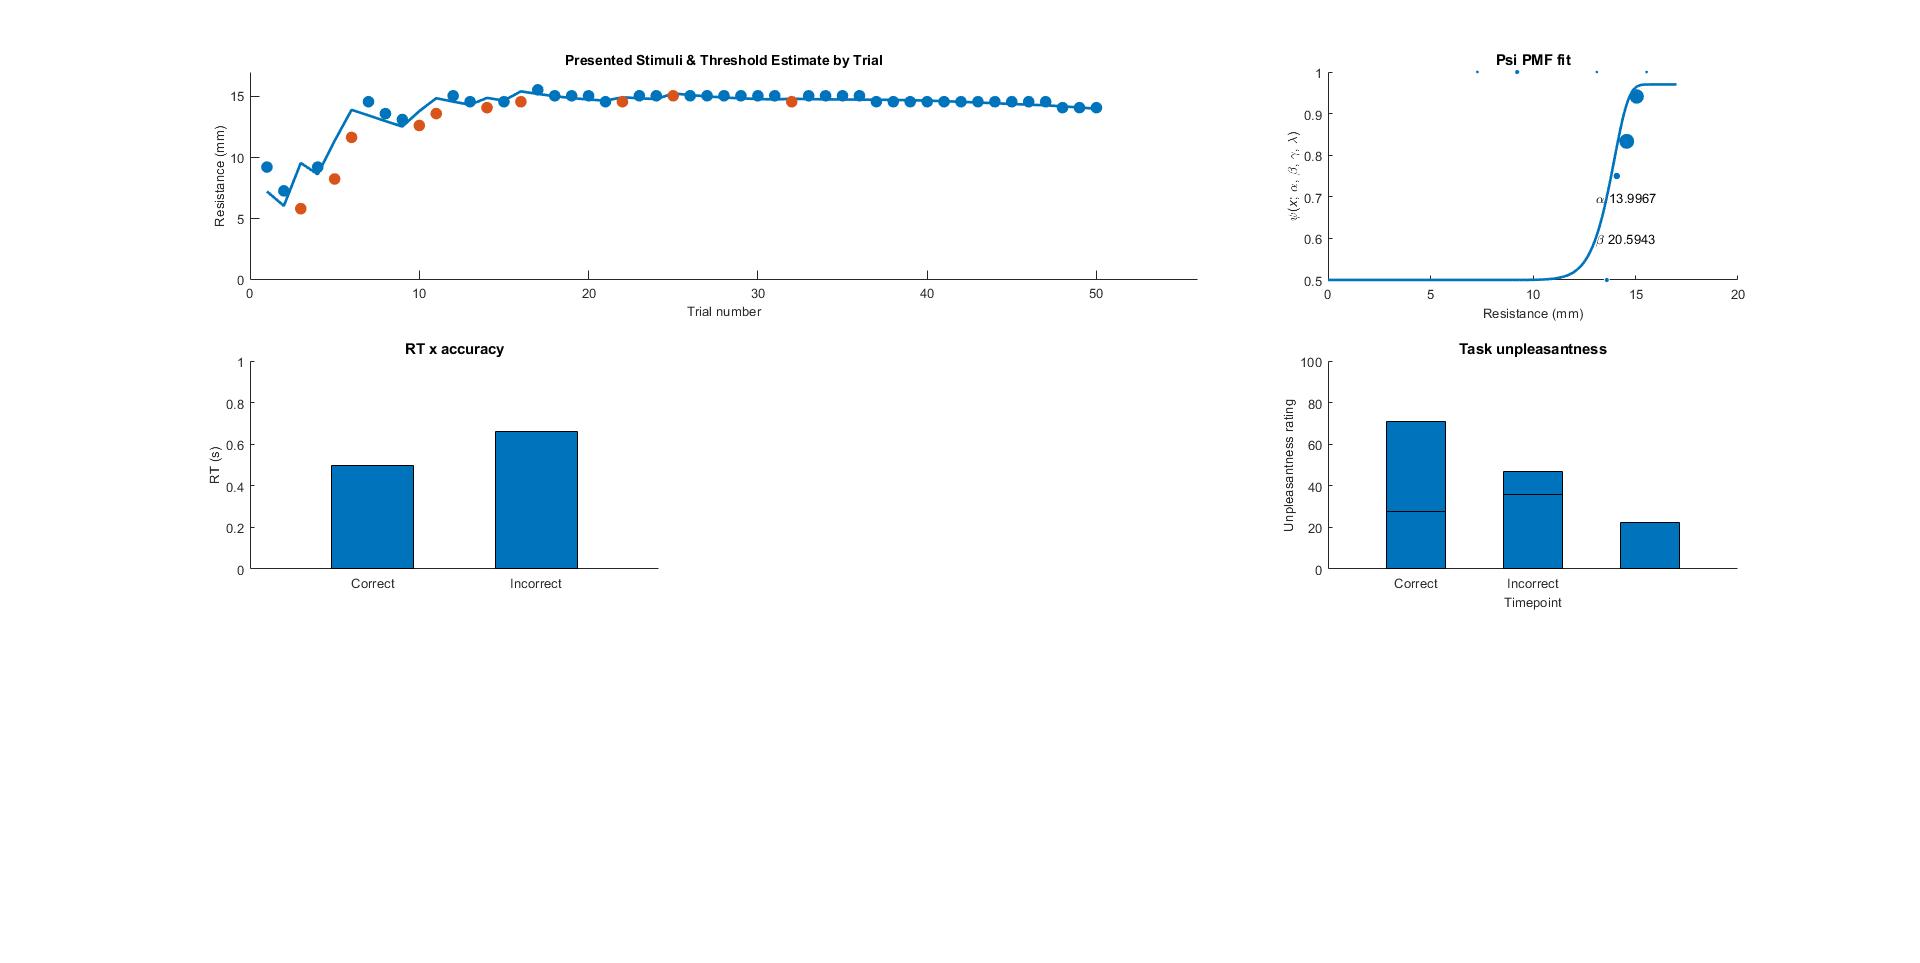 Presented Stimuli & Threshold Estimate by Trial
Resistance (mm)
15
10
5
0
0 10 20 30 40 50
Trial number
Psi PMF fit
ψ(x; α, β, γ, λ)
1
0.9
0.8
0.7
0.6
0.5
α 13.9967
β 20.5943
0 5 10 15 20
Resistance (mm)
RT x accuracy
RT (s)
1
0.8
0.6
0.4
0.2
0
Correct Incorrect
Task unpleasantness
Unpleasantness rating
100
80
60
40
20
0
Correct Incorrect
Timepoint